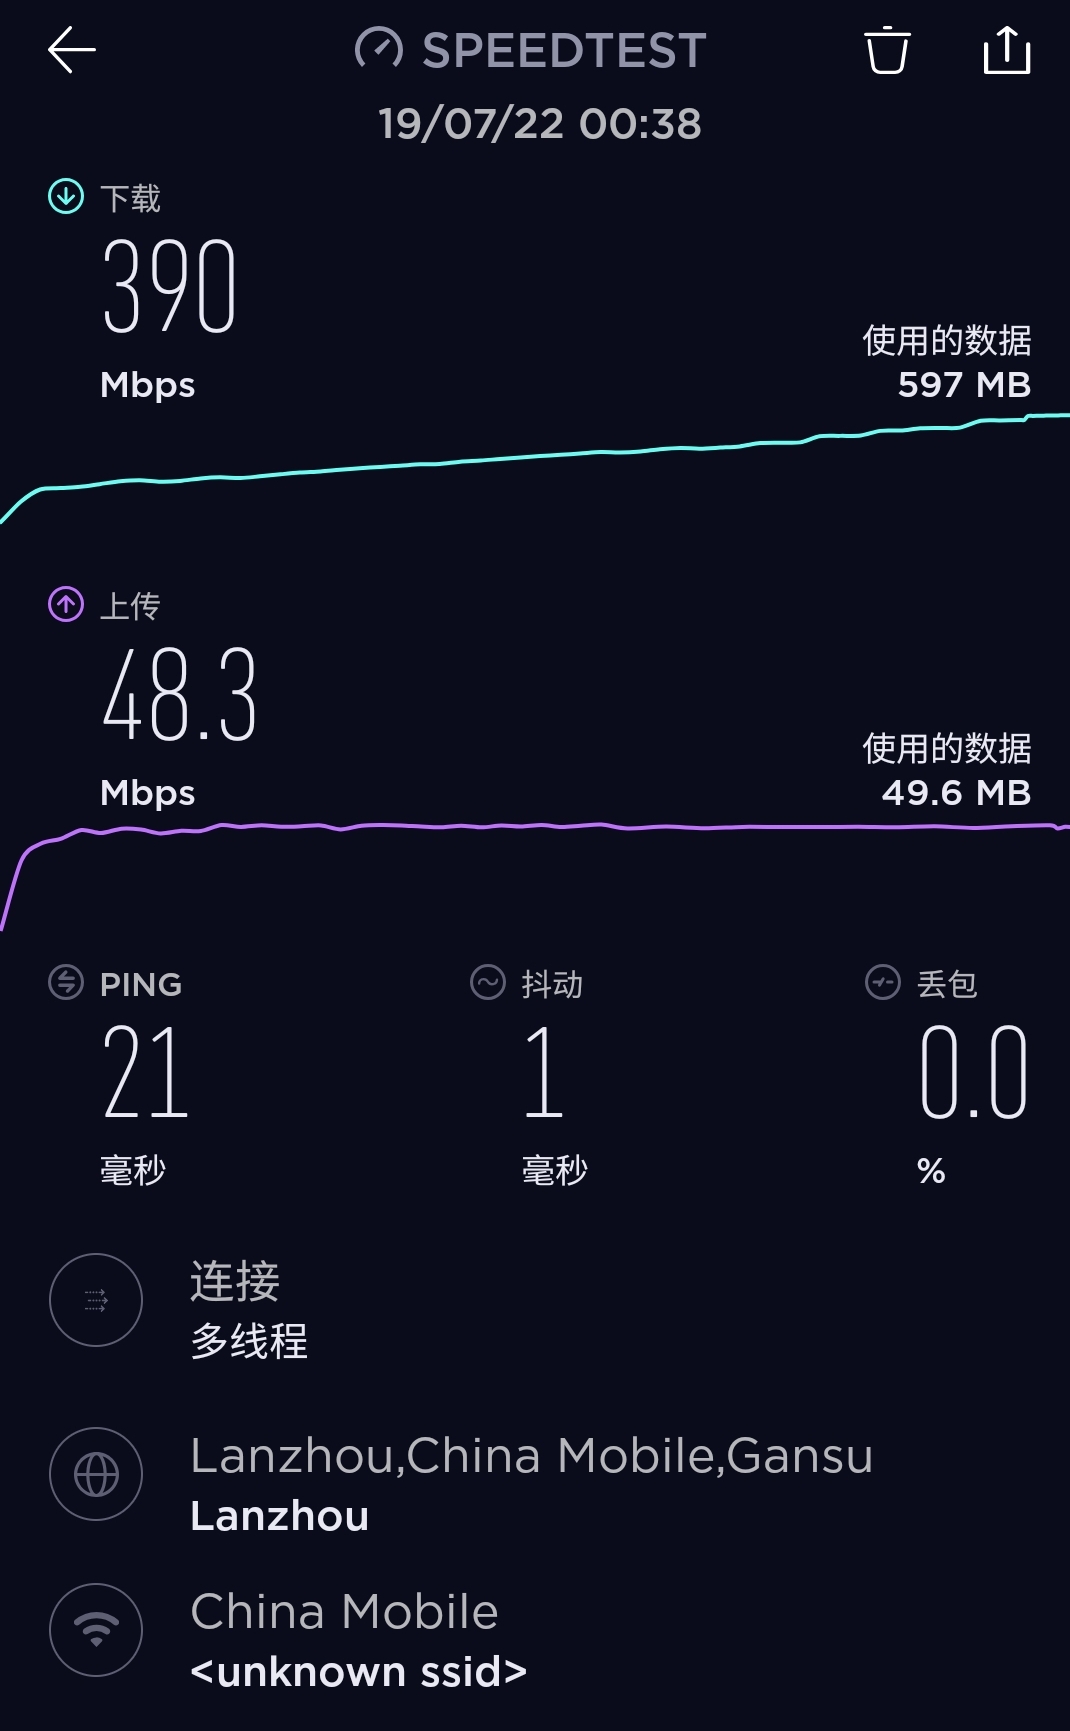 SPEEDTEST
19/07/22 00:38
下载
390
Mbps
使用的数据
597 MB
上传
48.3
Mbps
使用的数据
49.6 MB
PING
21
毫秒
抖动
1
毫秒
丢包
0.0
%
连接
多线程
Lanzhou,China Mobile,Gansu
Lanzhou
China Mobile
<unknown ssid>